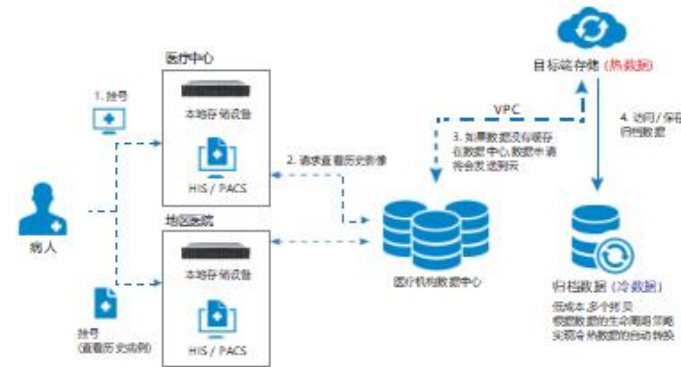 医疗中心
1. 挂号
本地存储设备
HIS / PACS
病人
地区医院
本地存储设备
HIS / PACS
挂号
(查看历史病例)
2. 请求查看历史影像
医疗机构数据中心
VPC
3. 如果数据没有缓存
在数据中心,数据申请
将会发送到云
目标端存储 (热数据)
4. 访问/保存
归档数据
归档数据 (冷数据)
低成本,多个拷贝
根据数据的生命周期策略
实现冷热数据的自动转换